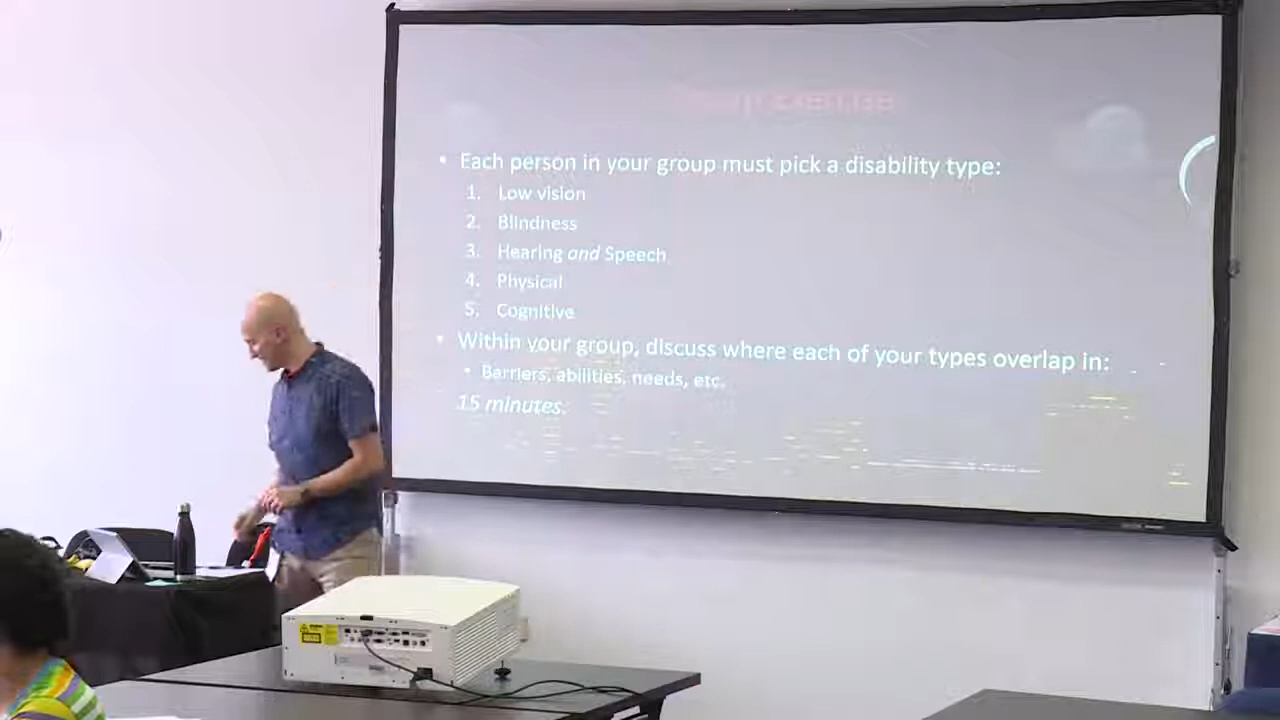 • Each person in your group must pick a disability type:
1. Low vision
2. Blindness
3. Hearing and Speech
4. Physical
5. Cognitive
• Within your group, discuss where each of your types overlap in:
• Barriers, abilities, needs, etc.
15 minutes.